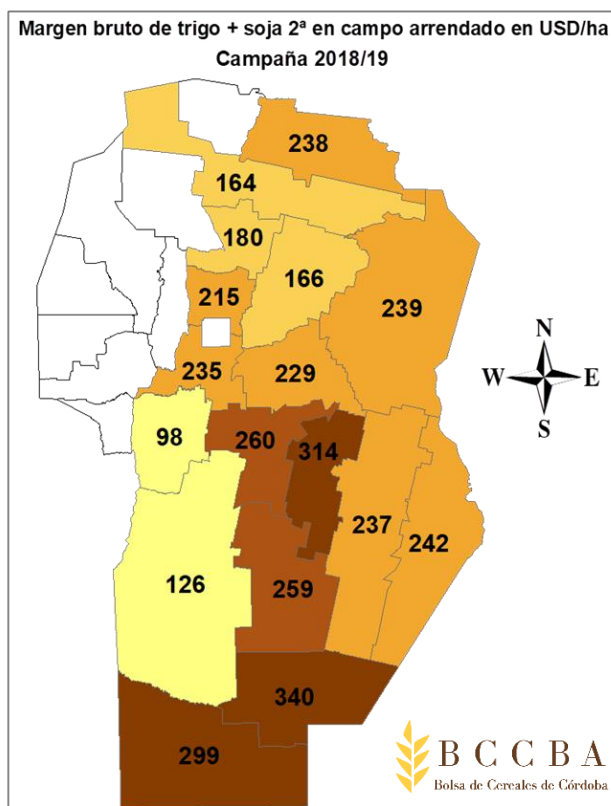 Margen bruto de trigo + soja 2ª en campo arrendado en USD/ha
Campaña 2018/19
238
164
180
166
215
239
235
229
N
W E
S
98
260
314
237
242
126
259
340
299
BCCBA
Bolsa de Cereales de Córdoba